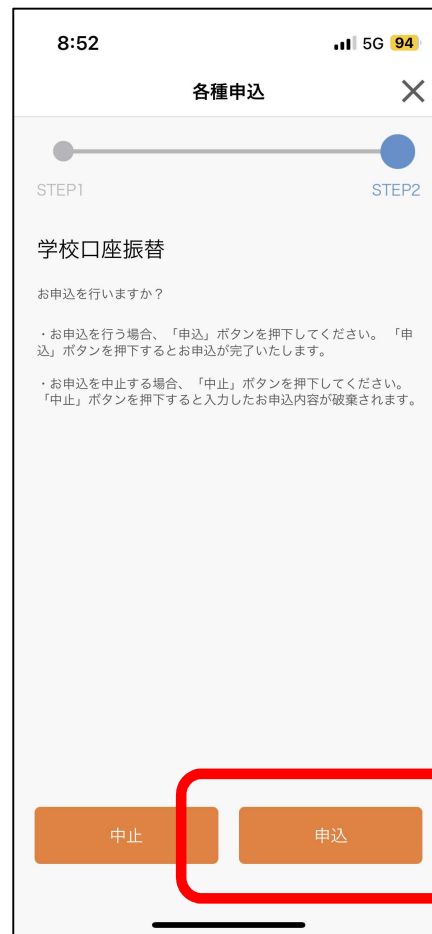 8:52 5G 94
各種申込
STEP1 STEP2
学校口座振替
お申込を行いますか？
・お申込を行う場合、「申込」ボタンを押下してください。 「申
込」ボタンを押下するとお申込が完了いたします。
・お申込を中止する場合、「中止」ボタンを押下してください。
「中止」ボタンを押下すると入力したお申込内容が破棄されます。
中止 申込